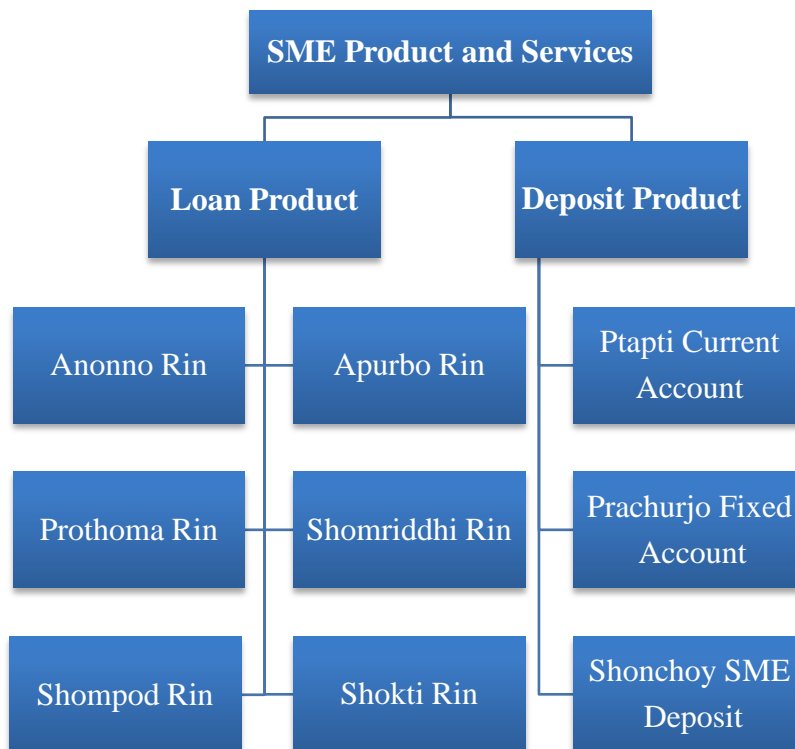 SME Product and Services
Loan Product
Deposit Product
Anonno Rin
Apurbo Rin
Ptapti Current
Account
Prothoma Rin
Shomriddhi Rin
Prachurjo Fixed
Account
Shompod Rin
Shokti Rin
Shonchoy SME
Deposit